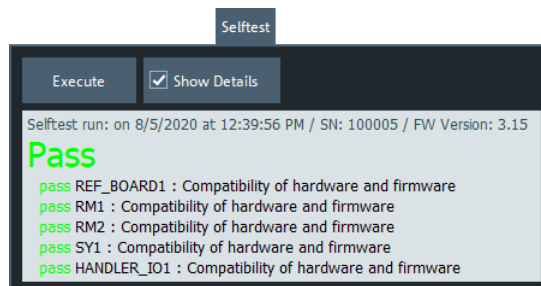 Selftest
Execute
Show Details
Selftest run: on 8/5/2020 at 12:39:56 PM / SN: 100005 / FW Version: 3.15
Pass
pass REF_BOARD1 : Compatibility of hardware and firmware
pass RM1 : Compatibility of hardware and firmware
pass RM2 : Compatibility of hardware and firmware
pass SY1 : Compatibility of hardware and firmware
pass HANDLER_IO1 : Compatibility of hardware and firmware